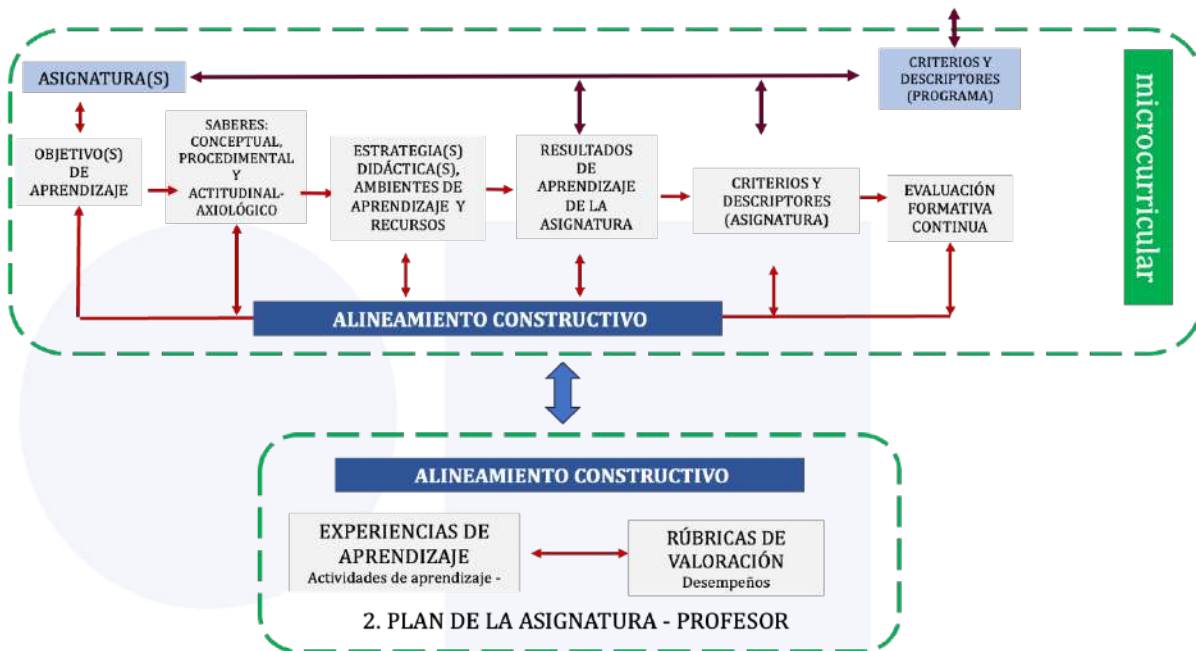 ASIGNATURA(S)
CRITERIOS Y
DESCRIPTORES
(PROGRAMA)
microcurricular
OBJETIVO(S)
DE
APRENDIZAJE
SABERES:
CONCEPTUAL,
PROCEDIMENTAL
Y
ACTITUDINAL-
AXIOLÓGICO
ESTRATEGIA(S)
DIDÁCTICA(S),
AMBIENTES DE
APRENDIZAJE Y
RECURSOS
RESULTADOS
DE
APRENDIZAJE
DE LA
ASIGNATURA
CRITERIOS Y
DESCRIPTORES
(ASIGNATURA)
EVALUACIÓN
FORMATIVA
CONTINUA
ALINEAMIENTO CONSTRUCTIVO
ALINEAMIENTO CONSTRUCTIVO
EXPERIENCIAS DE
APRENDIZAJE
Actividades de aprendizaje -
RÚBRICAS DE
VALORACIÓN
Desempeños
2. PLAN DE LA ASIGNATURA - PROFESOR